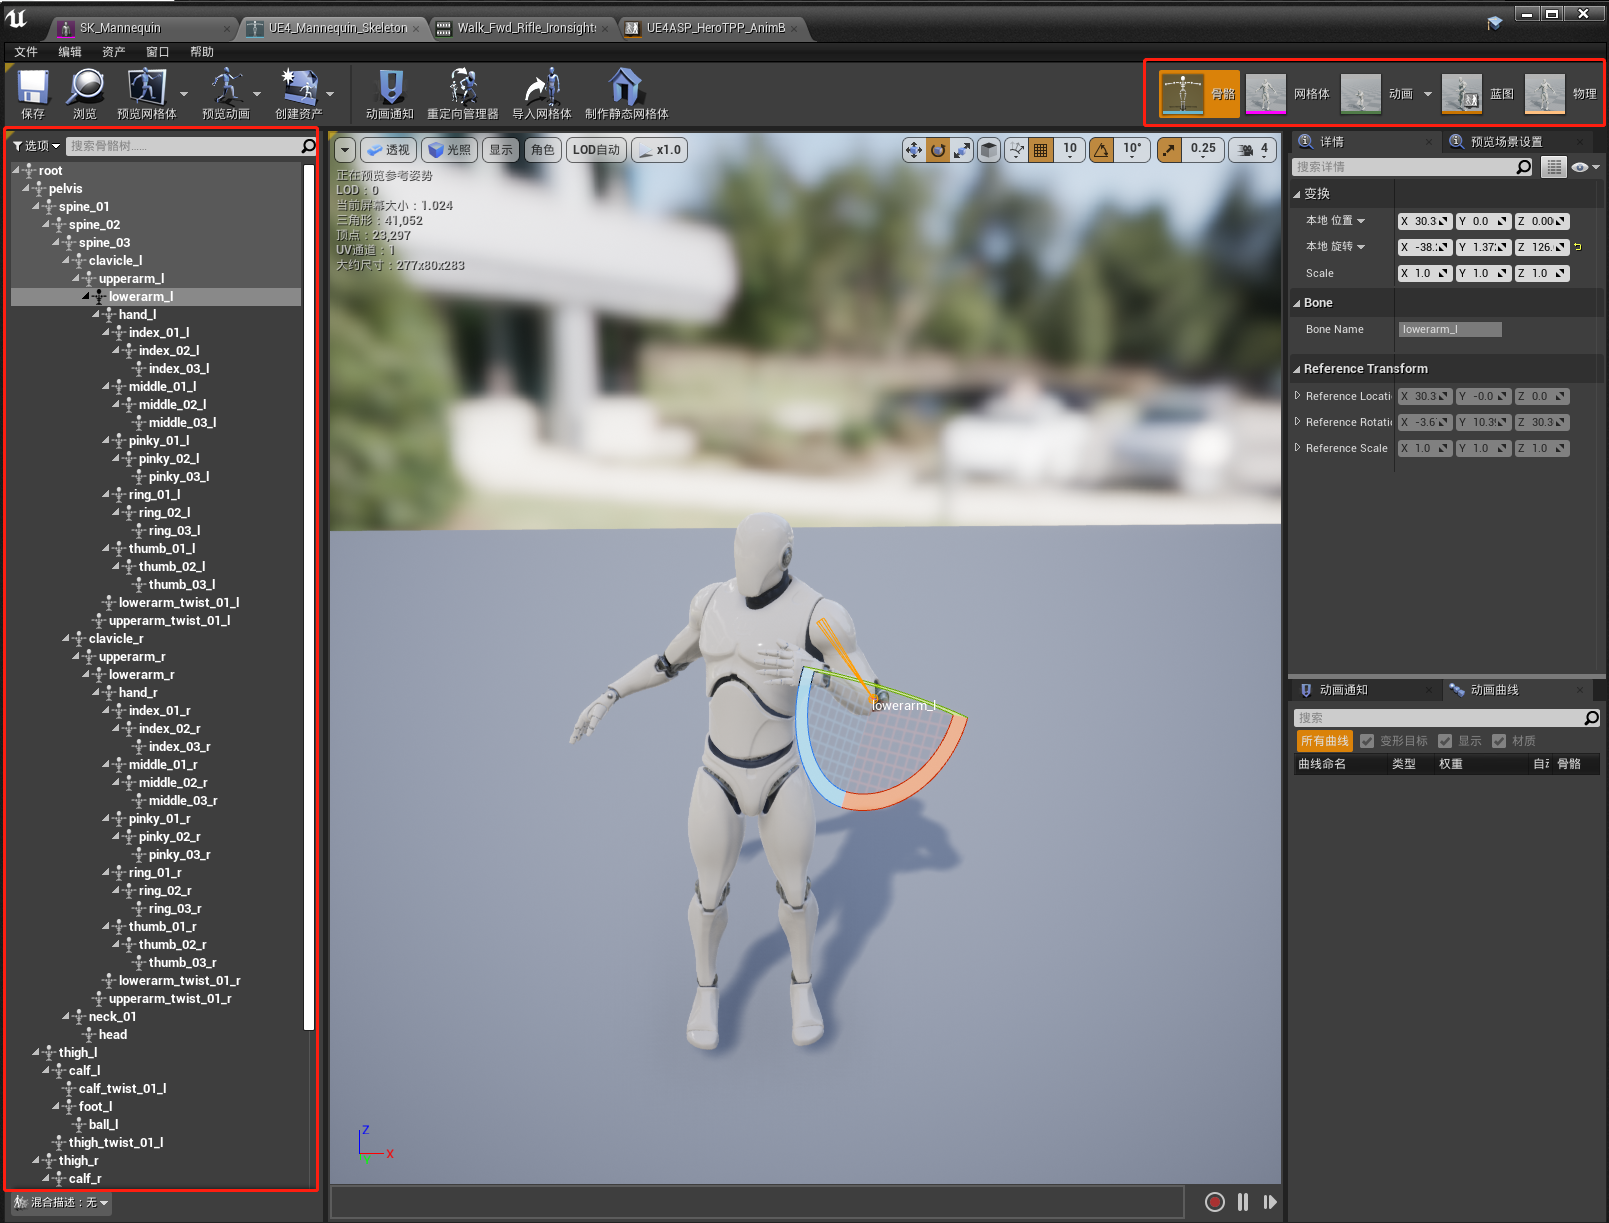 SK_Mannequin
UE4_Mannequin_Skeleton
Walk_Fwd_Rifle_Ironsights
UE4ASP_HeroTPP_AnimB
文件 编辑 资产 窗口 帮助
保存 浏览 预览网格体 预览动画 创建资产 动画通知 重定向管理器 导入网格体 制作静态网格体
骨骼 网格体 动画 蓝图 物理
选项 搜索骨骼树......
root
pelvis
spine_01
spine_02
spine_03
clavicle_l
upperarm_l
lowerarm_l
hand_l
index_01_l
index_02_l
index_03_l
middle_01_l
middle_02_l
middle_03_l
pinky_01_l
pinky_02_l
pinky_03_l
ring_01_l
ring_02_l
ring_03_l
thumb_01_l
thumb_02_l
thumb_03_l
lowerarm_twist_01_l
upperarm_twist_01_l
clavicle_r
upperarm_r
lowerarm_r
hand_r
index_01_r
index_02_r
index_03_r
middle_01_r
middle_02_r
middle_03_r
pinky_01_r
pinky_02_r
pinky_03_r
ring_01_r
ring_02_r
ring_03_r
thumb_01_r
thumb_02_r
thumb_03_r
lowerarm_twist_01_r
upperarm_twist_01_r
neck_01
head
thigh_l
calf_l
calf_twist_01_l
foot_l
ball_l
thigh_twist_01_l
thigh_r
calf_r
混合描述：无
透视 光照 显示 角色 LOD自动 x1.0
10 10° 0.25 4
正在预览参考姿势
LOD：0
当前屏幕大小：1.024
三角形：41,052
顶点：23,297
UV通道：1
大约尺寸：277x80x283
lowerarm_l
Z
X
详情 预览场景设置
搜索详情
变换
本地 位置 X 30.3 Y 0.0 Z 0.00
本地 旋转 X -38. Y 1.37 Z 126.
Scale X 1.0 Y 1.0 Z 1.0
Bone
Bone Name lowerarm_l
Reference Transform
Reference Locati X 30.3 Y -0.0 Z 0.0
Reference Rotati X -3.6 Y 10.3 Z 30.3
Reference Scale X 1.0 Y 1.0 Z 1.0
动画通知 动画曲线
搜索
所有曲线 变形目标 显示 材质
曲线命名 类型 权重 自 骨骼